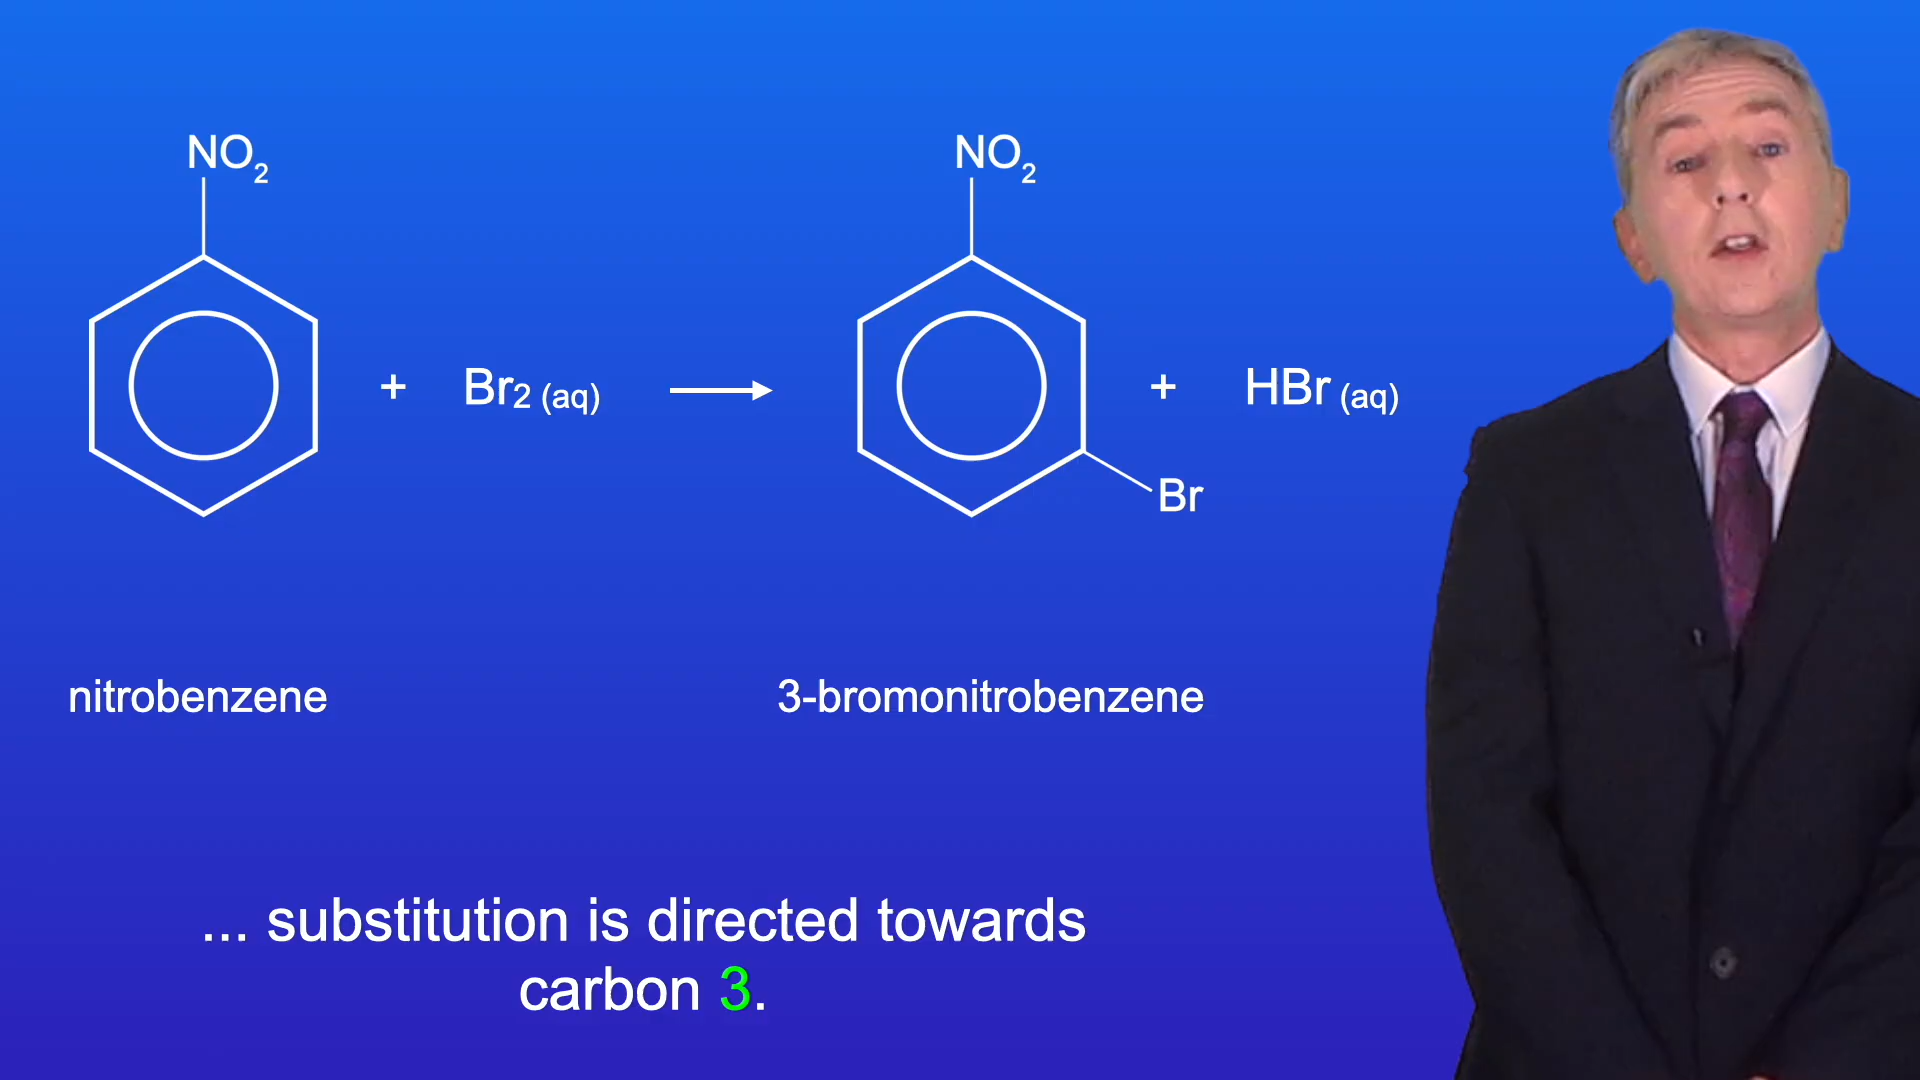 NO₂ NO₂
+ Br₂ (aq) + HBr (aq)
Br
nitrobenzene 3-bromonitrobenzene
... substitution is directed towards
carbon 3.